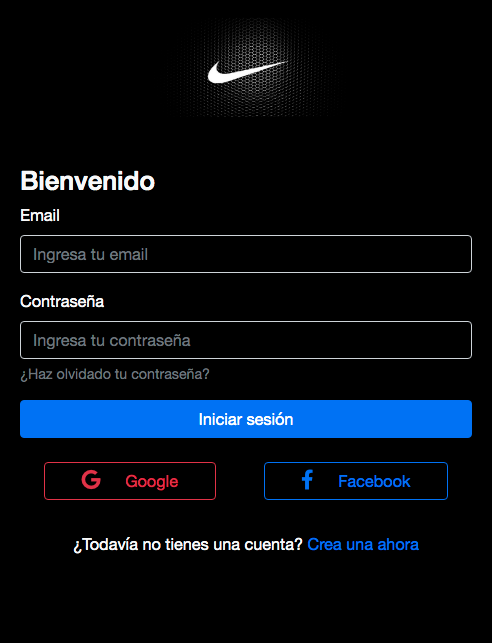 Bienvenido
Email
Ingresa tu email
Contraseña
Ingresa tu contraseña
¿Haz olvidado tu contraseña?
Iniciar sesión
Google
Facebook
¿Todavía no tienes una cuenta? Crea una ahora